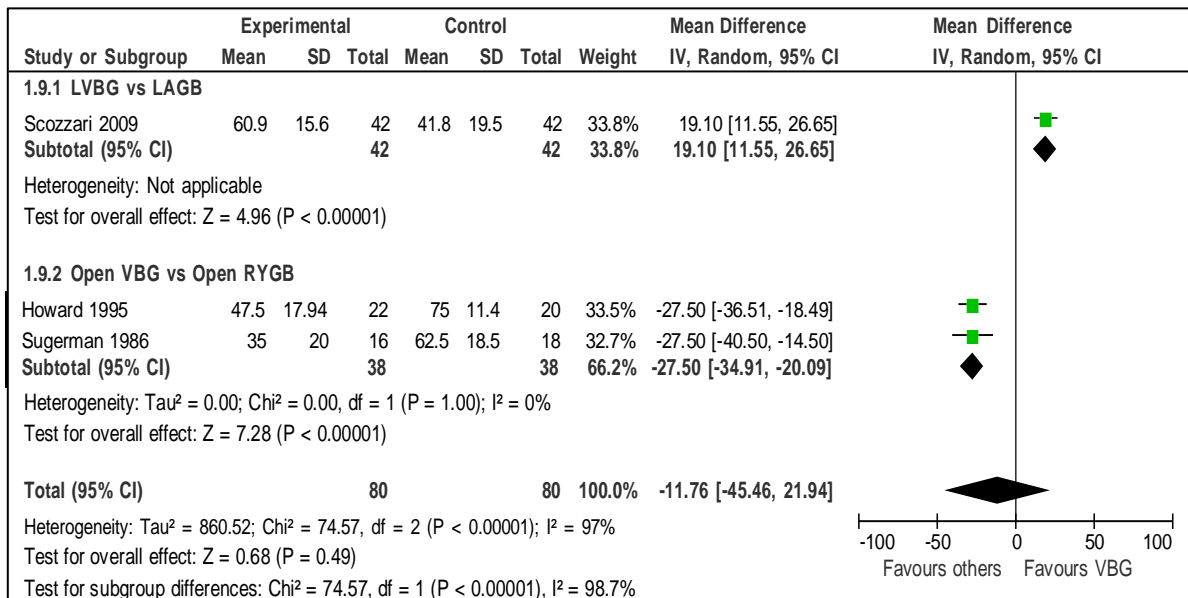 Experimental Control Mean Difference Mean Difference
Study or Subgroup Mean SD Total Mean SD Total Weight IV, Random, 95% CI IV, Random, 95% CI
1.9.1 LVBG vs LAGB
Scozzari 2009 60.9 15.6 42 41.8 19.5 42 33.8% 19.10 [11.55, 26.65]
Subtotal (95% CI) 42 42 33.8% 19.10 [11.55, 26.65]
Heterogeneity: Not applicable
Test for overall effect: Z = 4.96 (P < 0.00001)
1.9.2 Open VBG vs Open RYGB
Howard 1995 47.5 17.94 22 75 11.4 20 33.5% -27.50 [-36.51, -18.49]
Sugerman 1986 35 20 16 62.5 18.5 18 32.7% -27.50 [-40.50, -14.50]
Subtotal (95% CI) 38 38 66.2% -27.50 [-34.91, -20.09]
Heterogeneity: Tau² = 0.00; Chi² = 0.00, df = 1 (P = 1.00); I² = 0%
Test for overall effect: Z = 7.28 (P < 0.00001)
Total (95% CI) 80 80 100.0% -11.76 [-45.46, 21.94]
Heterogeneity: Tau² = 860.52; Chi² = 74.57, df = 2 (P < 0.00001); I² = 97%
Test for overall effect: Z = 0.68 (P = 0.49)
Test for subgroup differences: Chi² = 74.57, df = 1 (P < 0.00001), I² = 98.7%
-100 -50 0 50 100
Favours others Favours VBG